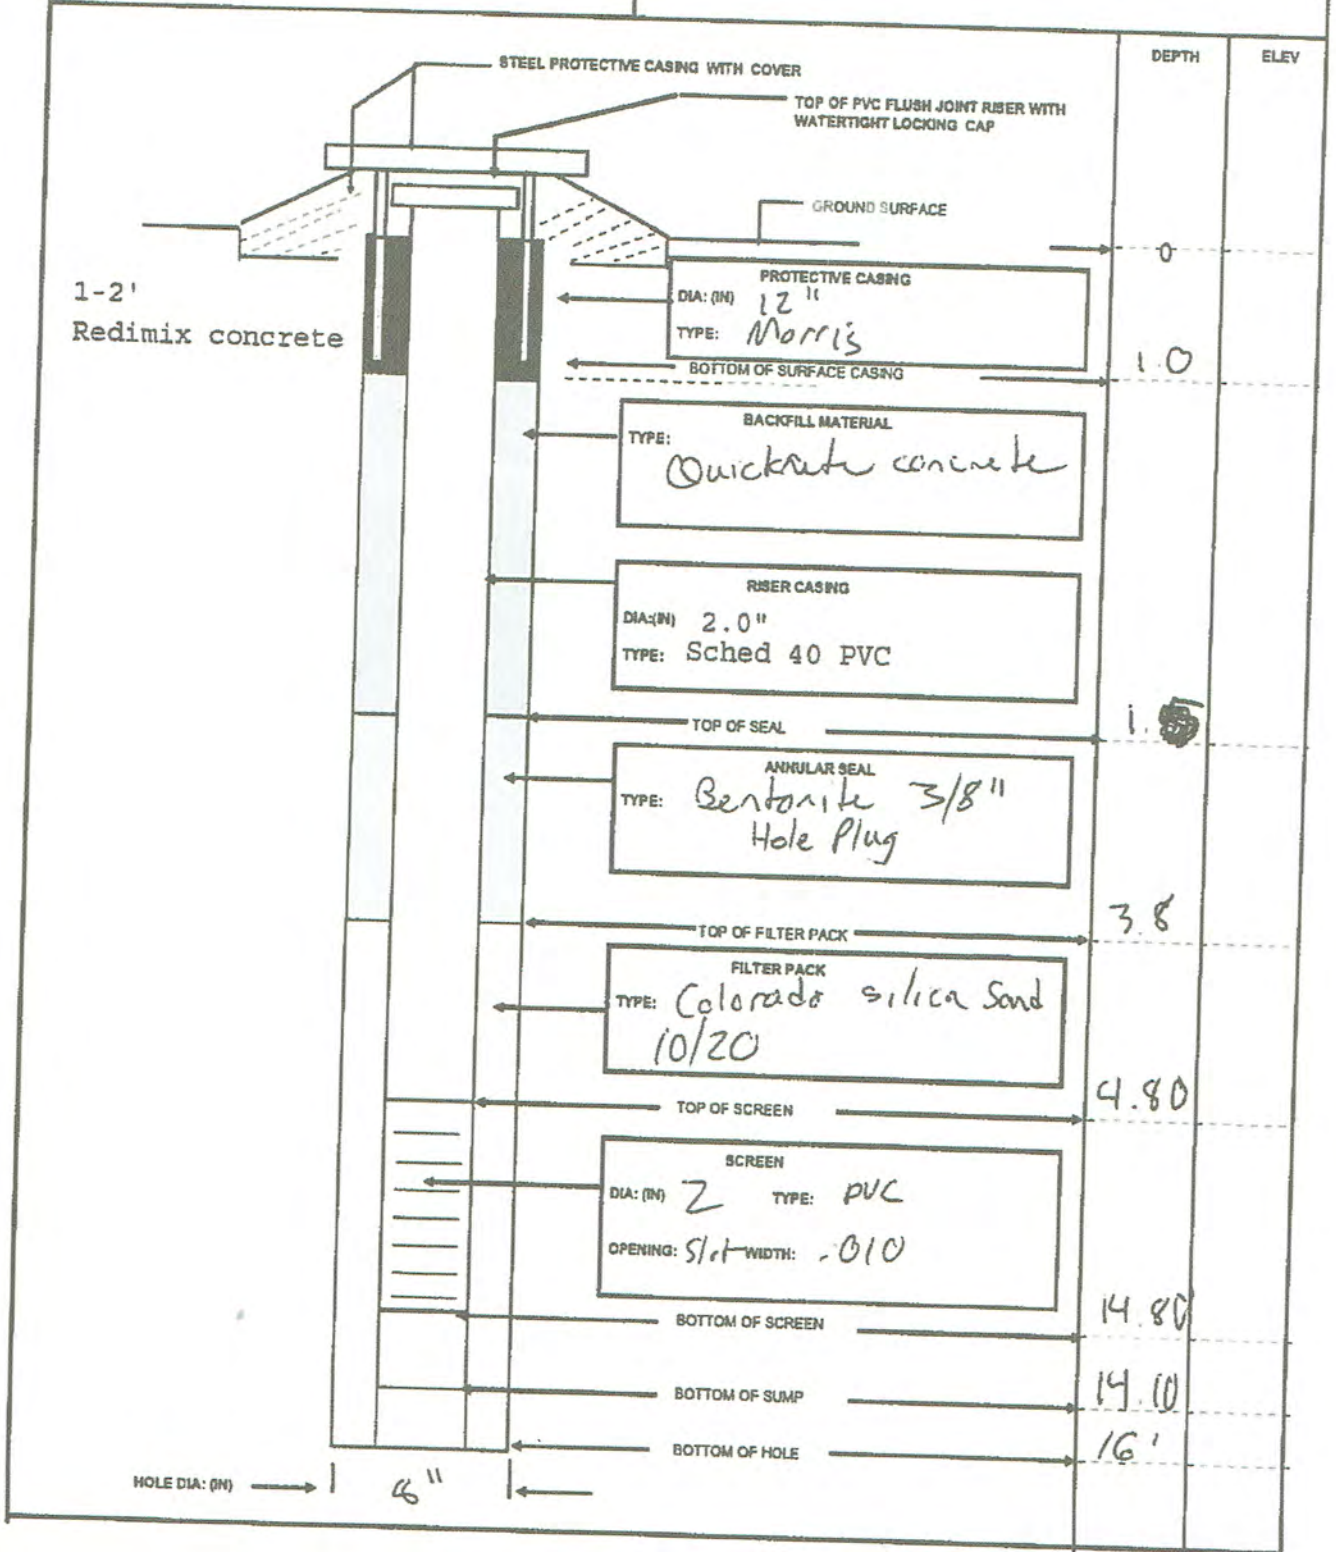 DEPTH ELEV
STEEL PROTECTIVE CASING WITH COVER
TOP OF PVC FLUSH JOINT RISER WITH
WATERTIGHT LOCKING CAP
GROUND SURFACE
0
1-2'
Redimix concrete
PROTECTIVE CASING
DIA: (IN) 12"
TYPE: Morris
BOTTOM OF SURFACE CASING 1.0
BACKFILL MATERIAL
TYPE:
Quickrete concrete
RISER CASING
DIA:(IN) 2.0"
TYPE: Sched 40 PVC
TOP OF SEAL 1.5
ANNULAR SEAL
TYPE: Bentonite 3/8"
Hole Plug
TOP OF FILTER PACK 3.8
FILTER PACK
TYPE: Colorado silica Sand
10/20
TOP OF SCREEN 4.80
SCREEN
DIA: (IN) 2 TYPE: PVC
OPENING: Slot WIDTH: .010
BOTTOM OF SCREEN 14.80
BOTTOM OF SUMP 14.10
BOTTOM OF HOLE 16'
HOLE DIA: (IN) 8"